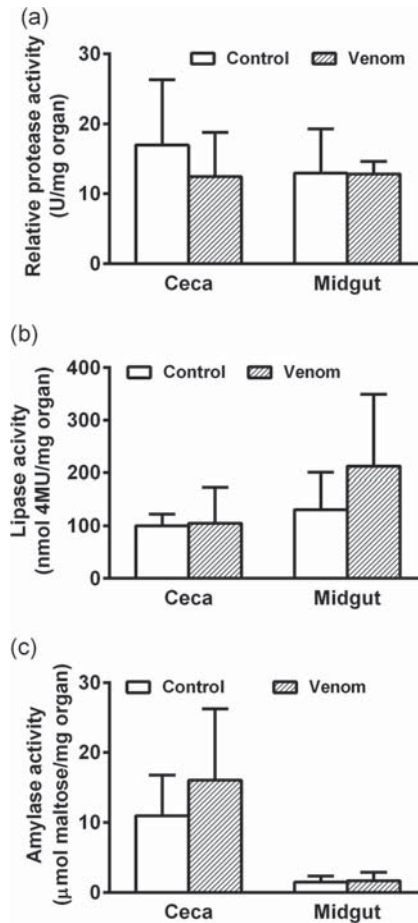 (a)
30
20
10
0
Relative protease activity
(U/mg organ)
Control Venom
Ceca Midgut
(b)
400
300
200
100
0
Lipase acivity
(nmol 4MU/mg organ)
Control Venom
Ceca Midgut
(c)
30
20
10
0
Amylase activity
(μmol maltose/mg organ)
Control Venom
Ceca Midgut